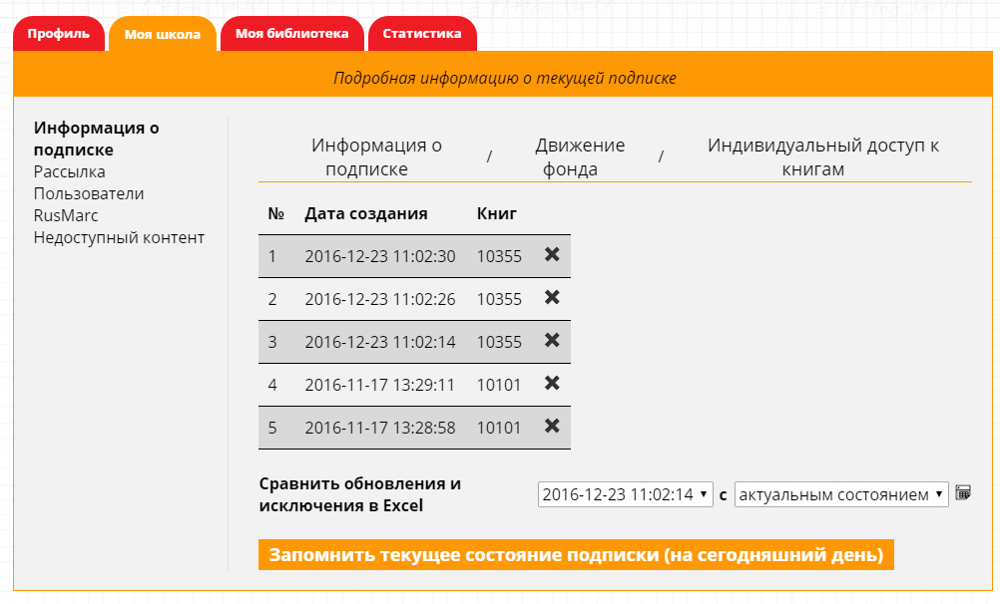 Профиль
Моя школа
Моя библиотека
Статистика
Подробная информацию о текущей подписке
Информация о
подписке
Рассылка
Пользователи
RusMarc
Недоступный контент
Информация о
подписке
/
Движение
фонда
/
Индивидуальный доступ к
книгам
№ Дата создания Книг
1 2016-12-23 11:02:30 10355
2 2016-12-23 11:02:26 10355
3 2016-12-23 11:02:14 10355
4 2016-11-17 13:29:11 10101
5 2016-11-17 13:28:58 10101
Сравнить обновления и
исключения в Excel
2016-12-23 11:02:14 с актуальным состоянием
Запомнить текущее состояние подписки (на сегодняшний день)